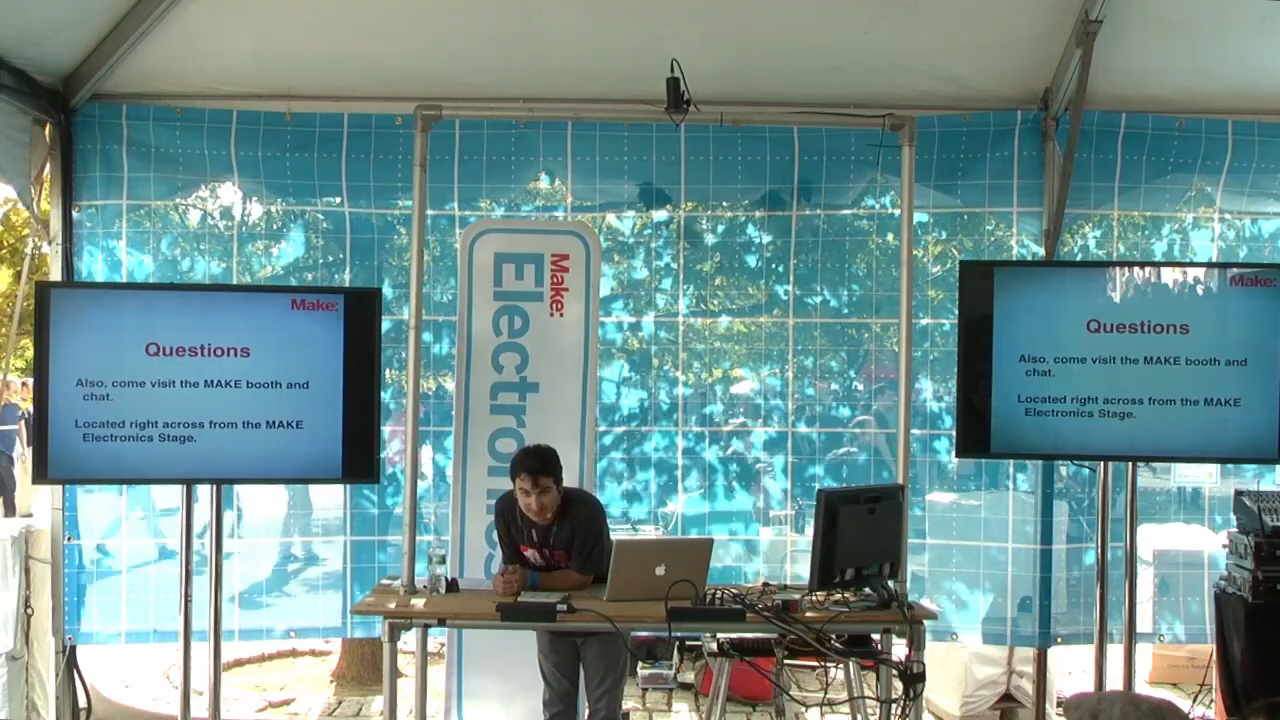 Make:
Questions
Also, come visit the MAKE booth and
chat.
Located right across from the MAKE
Electronics Stage.
Make:
Electronics
Make:
Questions
Also, come visit the MAKE booth and
chat.
Located right across from the MAKE
Electronics Stage.